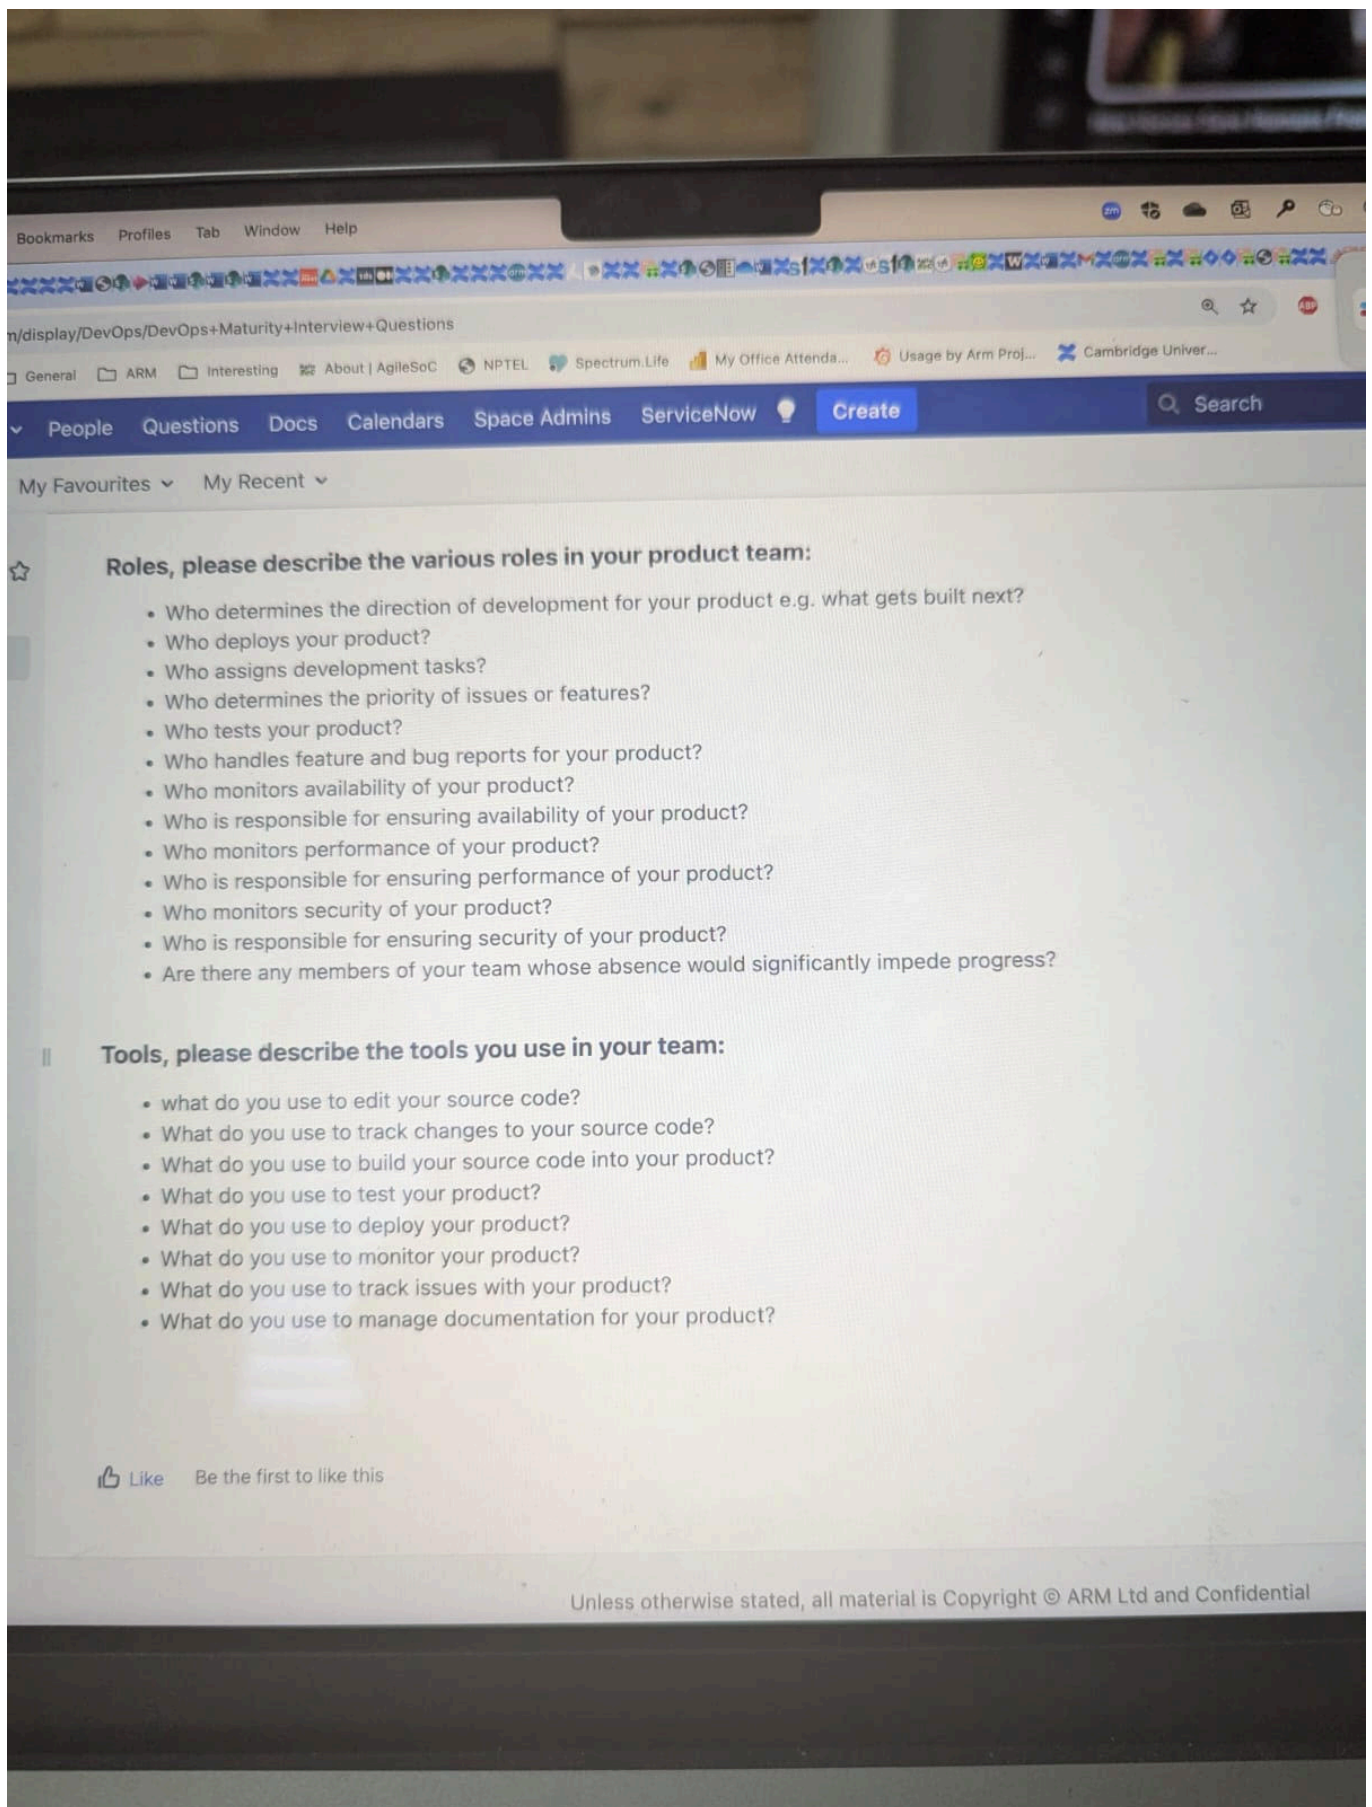 Bookmarks Profiles Tab Window Help
n/display/DevOps/DevOps+Maturity+Interview+Questions
General ARM Interesting About | AgileSoC NPTEL Spectrum.Life My Office Attenda... Usage by Arm Proj... Cambridge Univer...
People Questions Docs Calendars Space Admins ServiceNow Create Search
My Favourites My Recent
Roles, please describe the various roles in your product team:
• Who determines the direction of development for your product e.g. what gets built next?
• Who deploys your product?
• Who assigns development tasks?
• Who determines the priority of issues or features?
• Who tests your product?
• Who handles feature and bug reports for your product?
• Who monitors availability of your product?
• Who is responsible for ensuring availability of your product?
• Who monitors performance of your product?
• Who is responsible for ensuring performance of your product?
• Who monitors security of your product?
• Who is responsible for ensuring security of your product?
• Are there any members of your team whose absence would significantly impede progress?
Tools, please describe the tools you use in your team:
• what do you use to edit your source code?
• What do you use to track changes to your source code?
• What do you use to build your source code into your product?
• What do you use to test your product?
• What do you use to deploy your product?
• What do you use to monitor your product?
• What do you use to track issues with your product?
• What do you use to manage documentation for your product?
Like Be the first to like this
Unless otherwise stated, all material is Copyright © ARM Ltd and Confidential